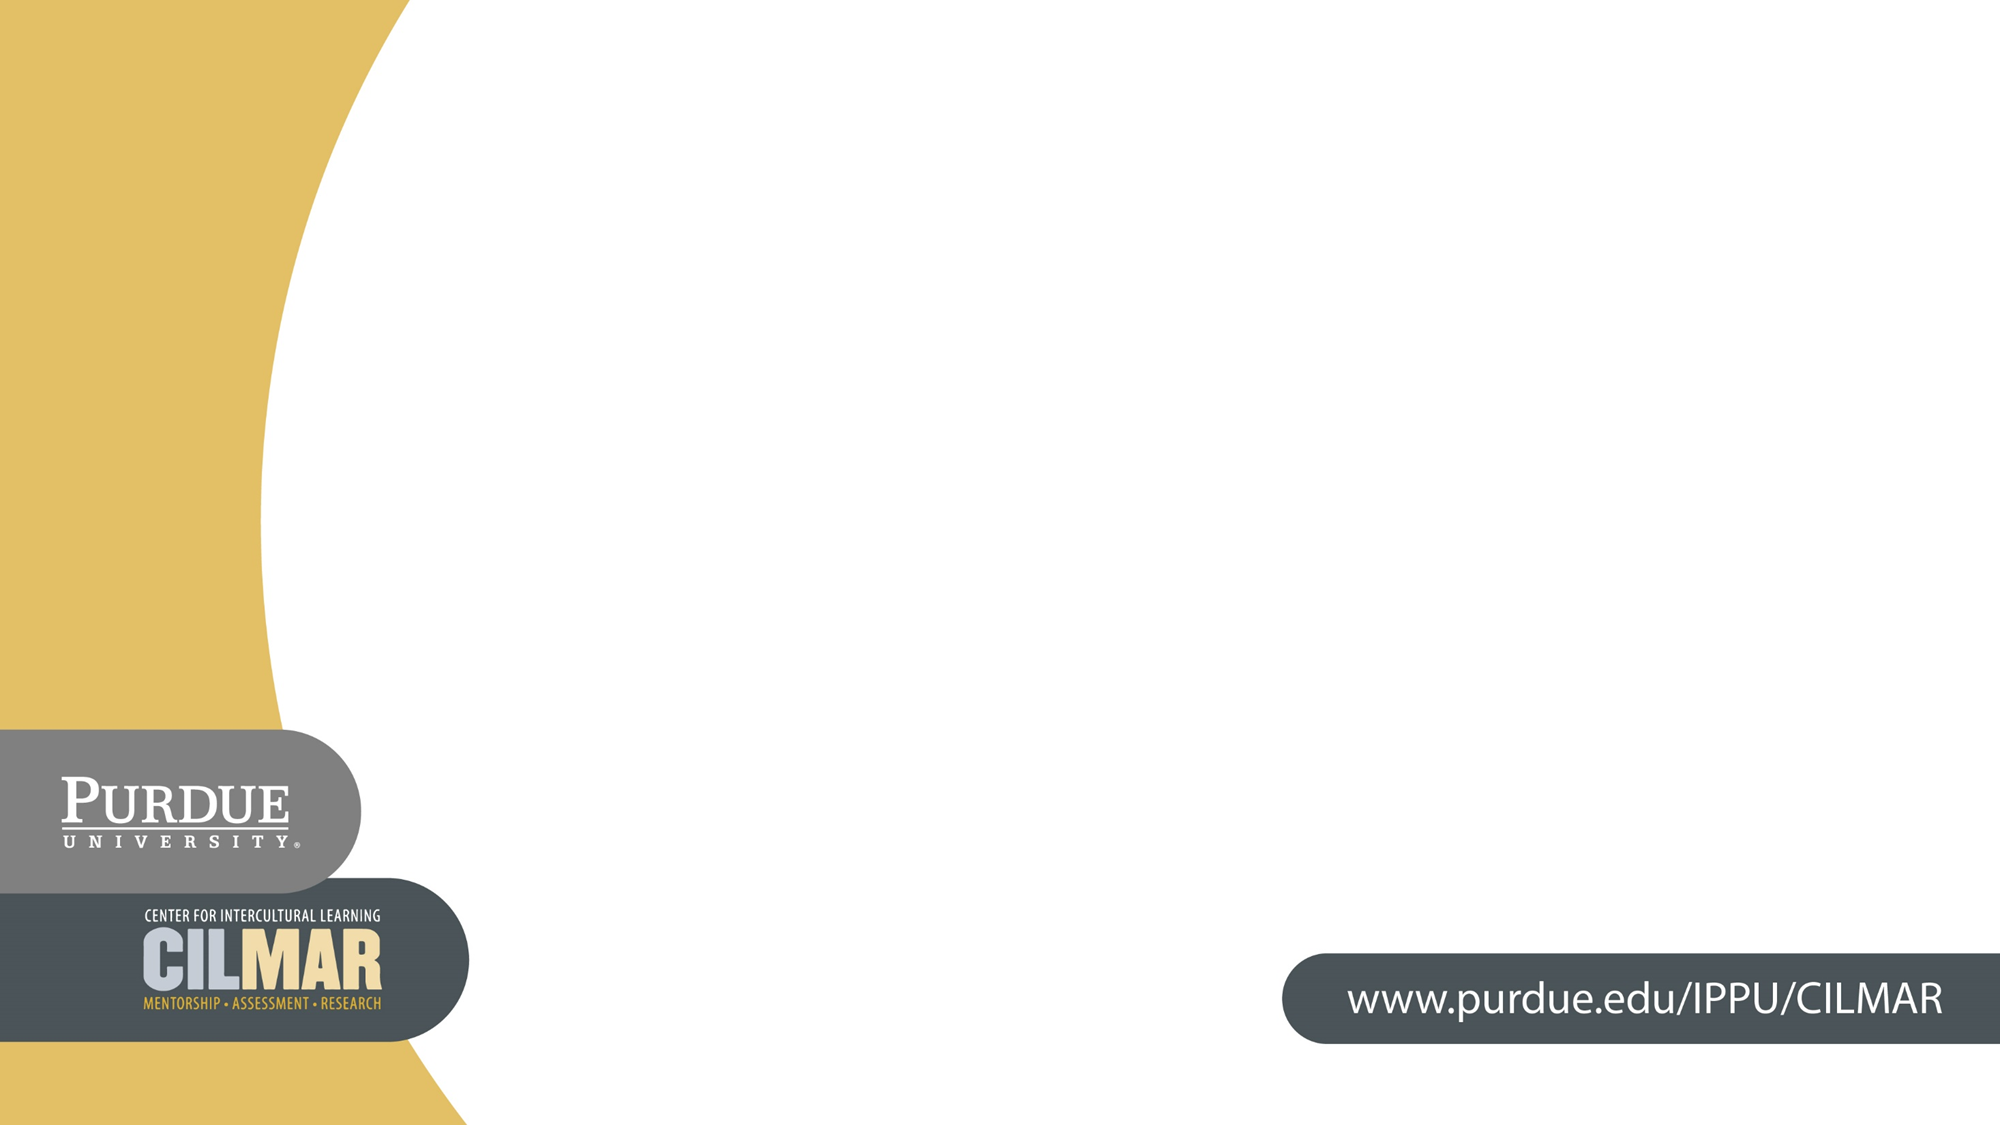 PURDUE
UNIVERSITY®
CENTER FOR INTERCULTURAL LEARNING
CILMAR
MENTORSHIP • ASSESSMENT • RESEARCH
www.purdue.edu/IPPU/CILMAR